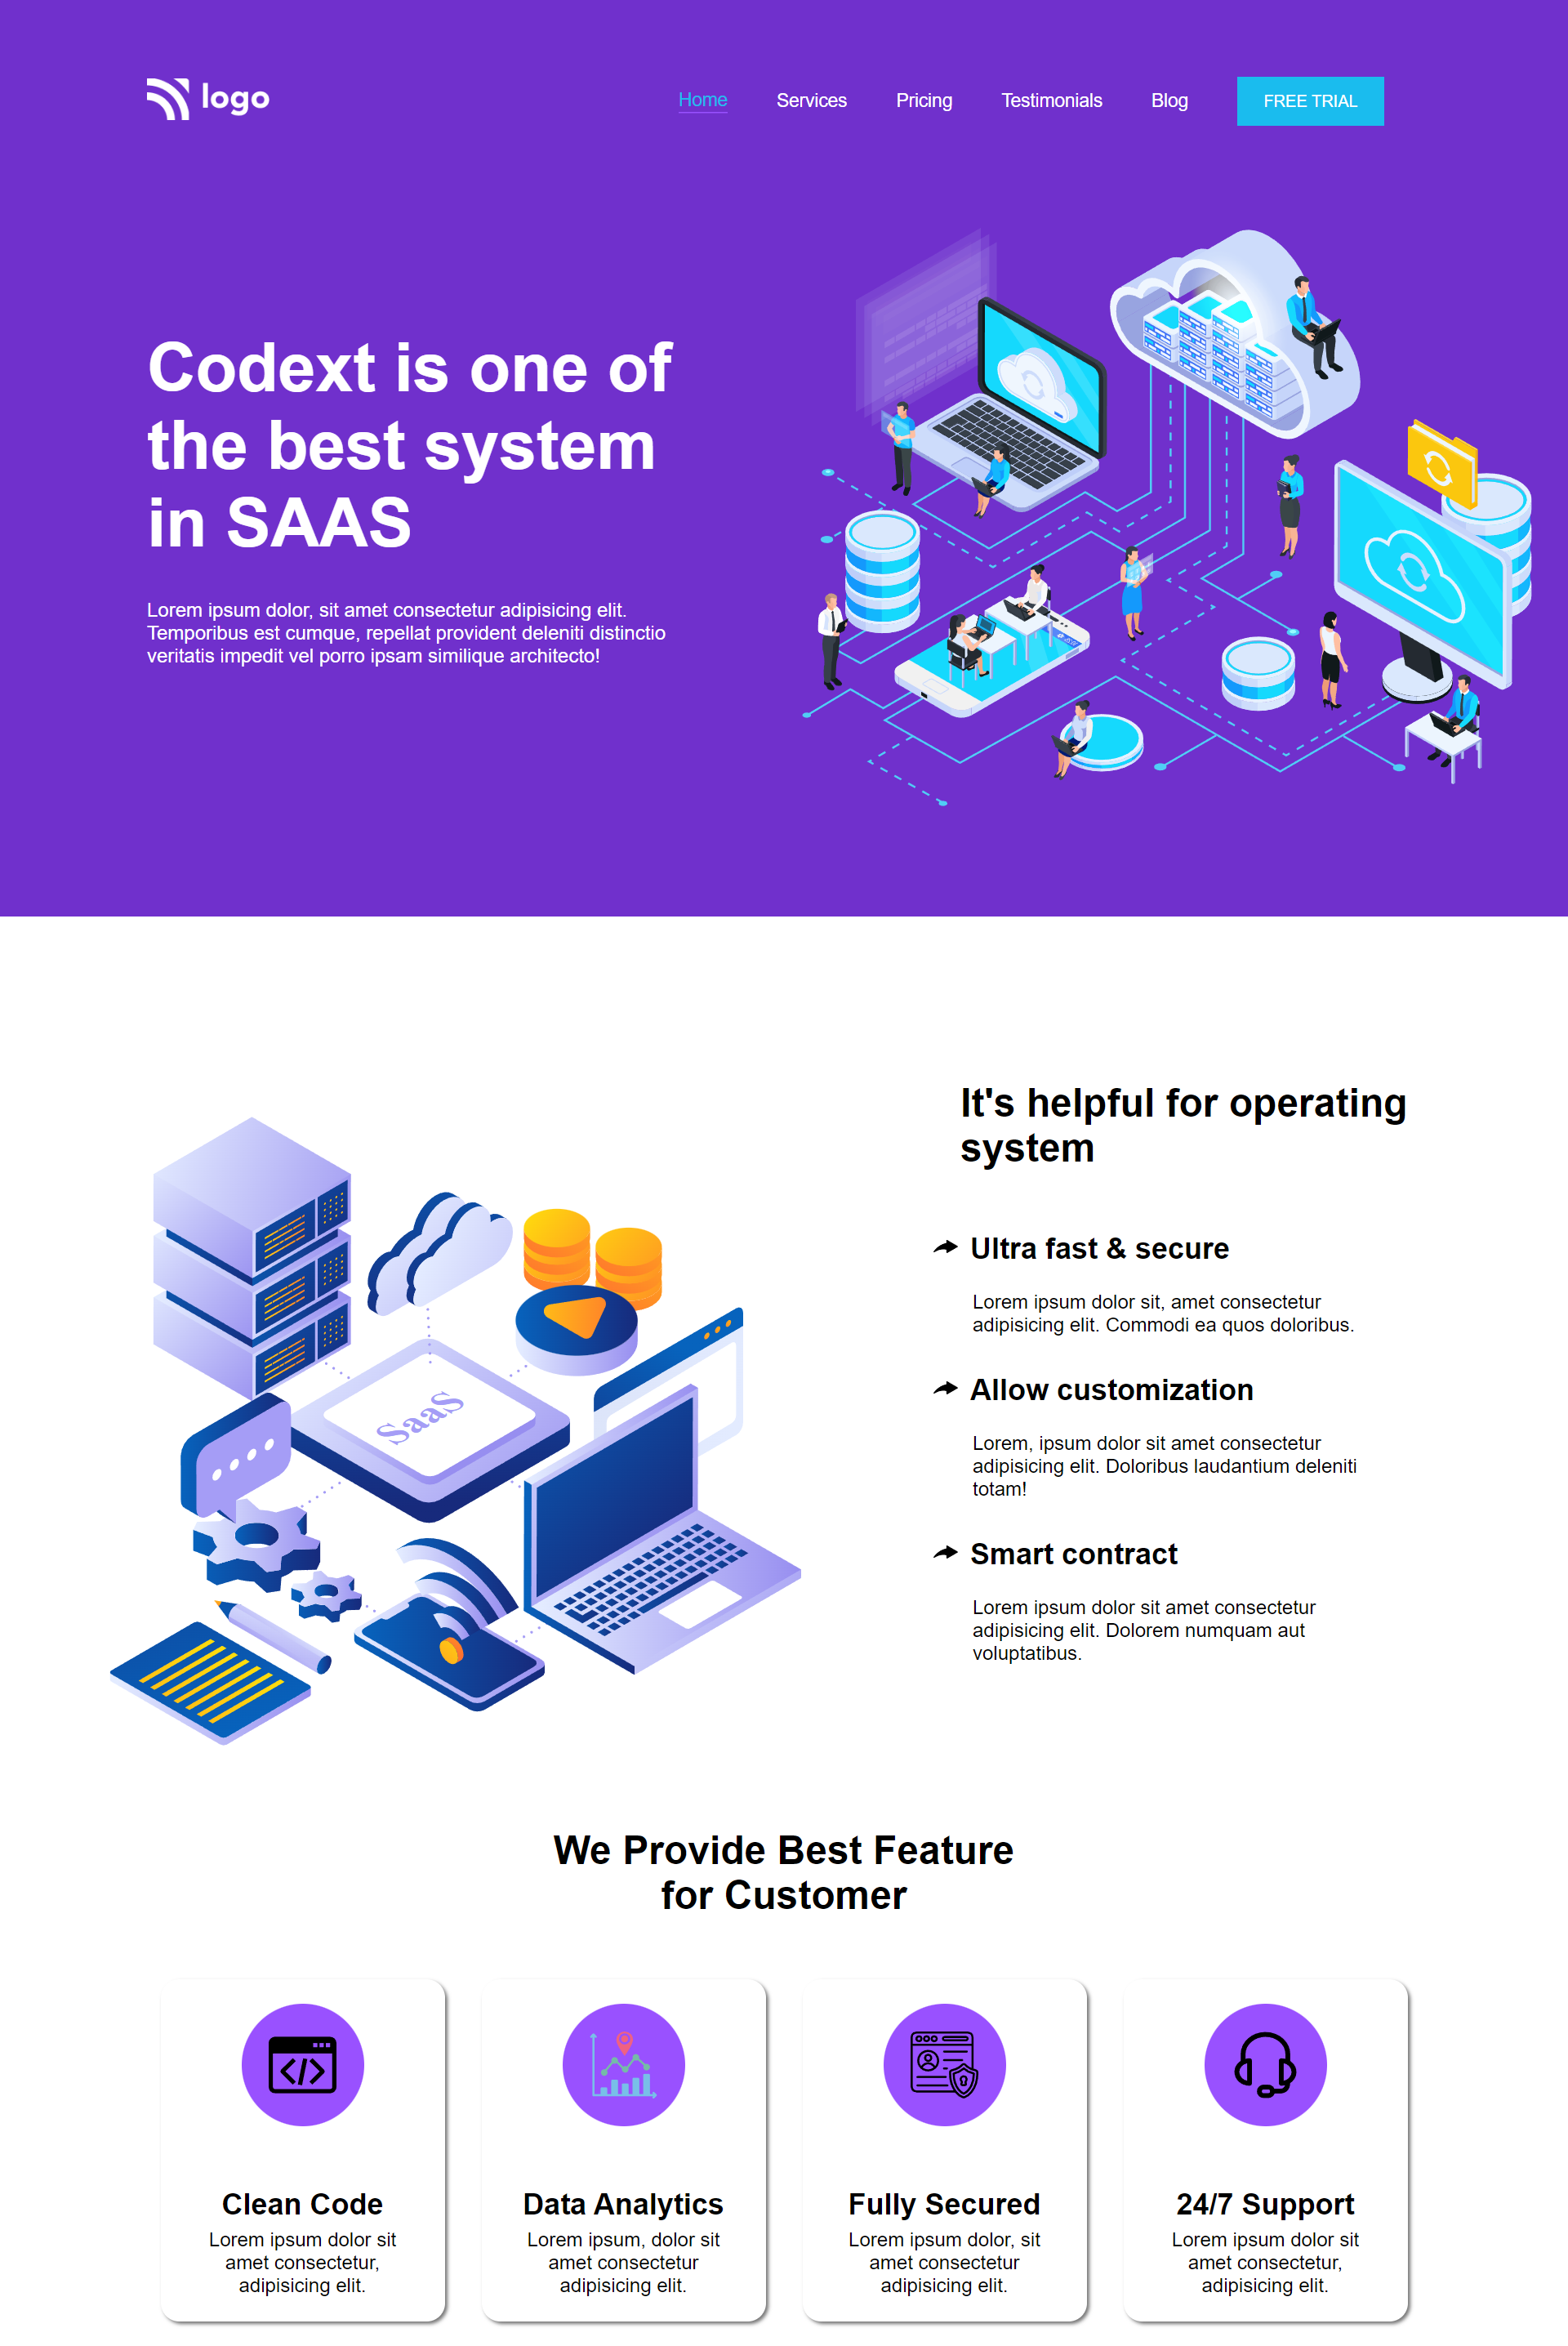 logo
Home Services Pricing Testimonials Blog FREE TRIAL
Codext is one of
the best system
in SAAS
Lorem ipsum dolor, sit amet consectetur adipisicing elit.
Temporibus est cumque, repellat provident deleniti distinctio
veritatis impedit vel porro ipsam similique architecto!
It's helpful for operating
system
Ultra fast & secure
Lorem ipsum dolor sit, amet consectetur
adipisicing elit. Commodi ea quos doloribus.
Allow customization
Lorem, ipsum dolor sit amet consectetur
adipisicing elit. Doloribus laudantium deleniti
totam!
Smart contract
Lorem ipsum dolor sit amet consectetur
adipisicing elit. Dolorem numquam aut
voluptatibus.
SaaS
We Provide Best Feature
for Customer
Clean Code
Lorem ipsum dolor sit
amet consectetur,
adipisicing elit.
Data Analytics
Lorem ipsum, dolor sit
amet consectetur
adipisicing elit.
Fully Secured
Lorem ipsum dolor, sit
amet consectetur
adipisicing elit.
24/7 Support
Lorem ipsum dolor sit
amet consectetur,
adipisicing elit.